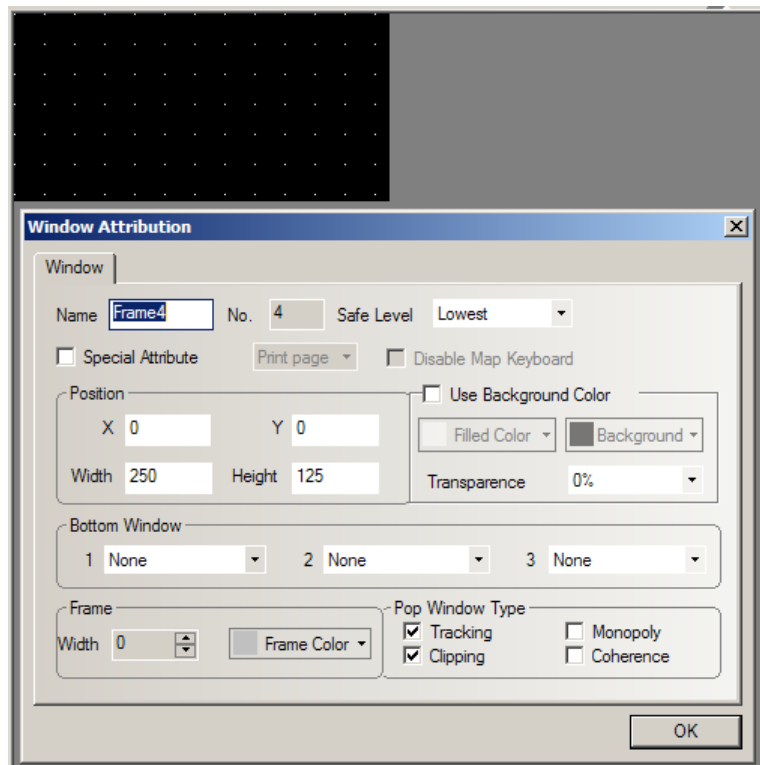 Window Attribution
Window
Name Frame4 No. 4 Safe Level Lowest
Special Attribute Print page Disable Map Keyboard
Position Use Background Color
X 0 Y 0 Filled Color Background
Width 250 Height 125 Transparence 0%
Bottom Window
1 None 2 None 3 None
Frame Pop Window Type
Width 0 Frame Color Tracking Monopoly
Clipping Coherence
OK